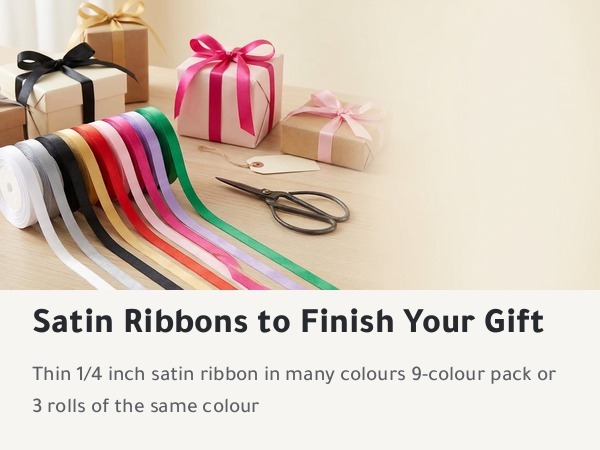 Satin Ribbons to Finish Your Gift
Thin 1/4 inch satin ribbon in many colours 9-colour pack or
3 rolls of the same colour